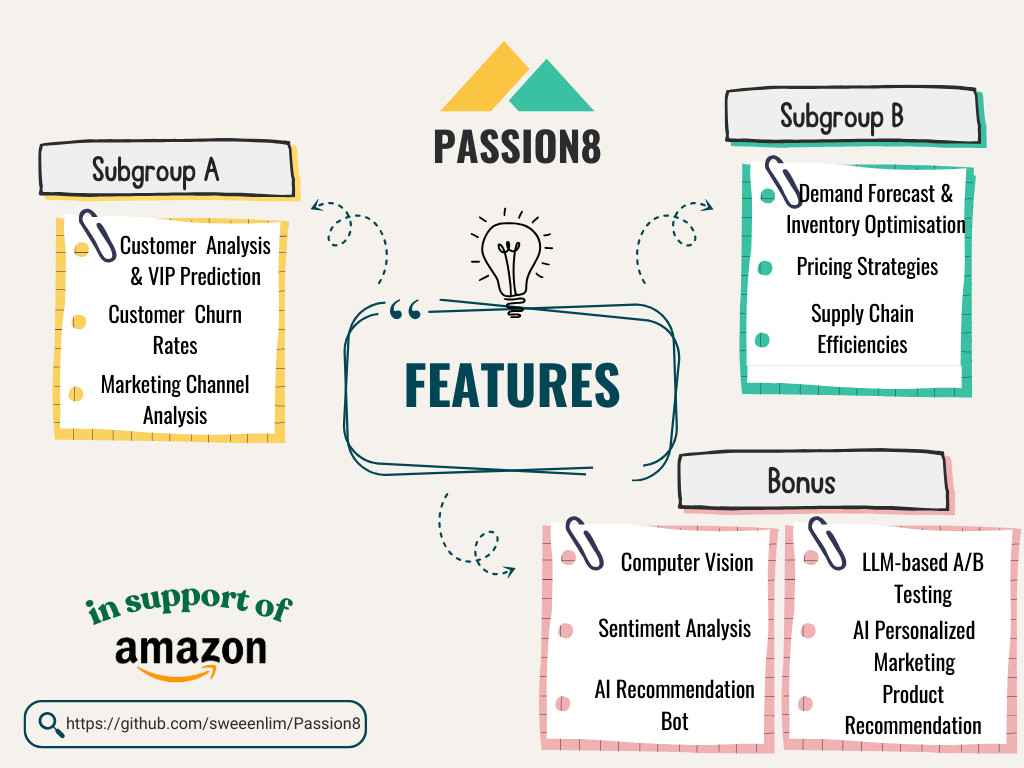 PASSION8
Subgroup A
Customer Analysis
& VIP Prediction
Customer Churn
Rates
Marketing Channel
Analysis
Subgroup B
Demand Forecast &
Inventory Optimisation
Pricing Strategies
Supply Chain
Efficiencies
“
FEATURES
Bonus
Computer Vision
Sentiment Analysis
AI Recommendation
Bot
LLM-based A/B
Testing
AI Personalized
Marketing
Product
Recommendation
in support of
amazon
https://github.com/sweeenlim/Passion8